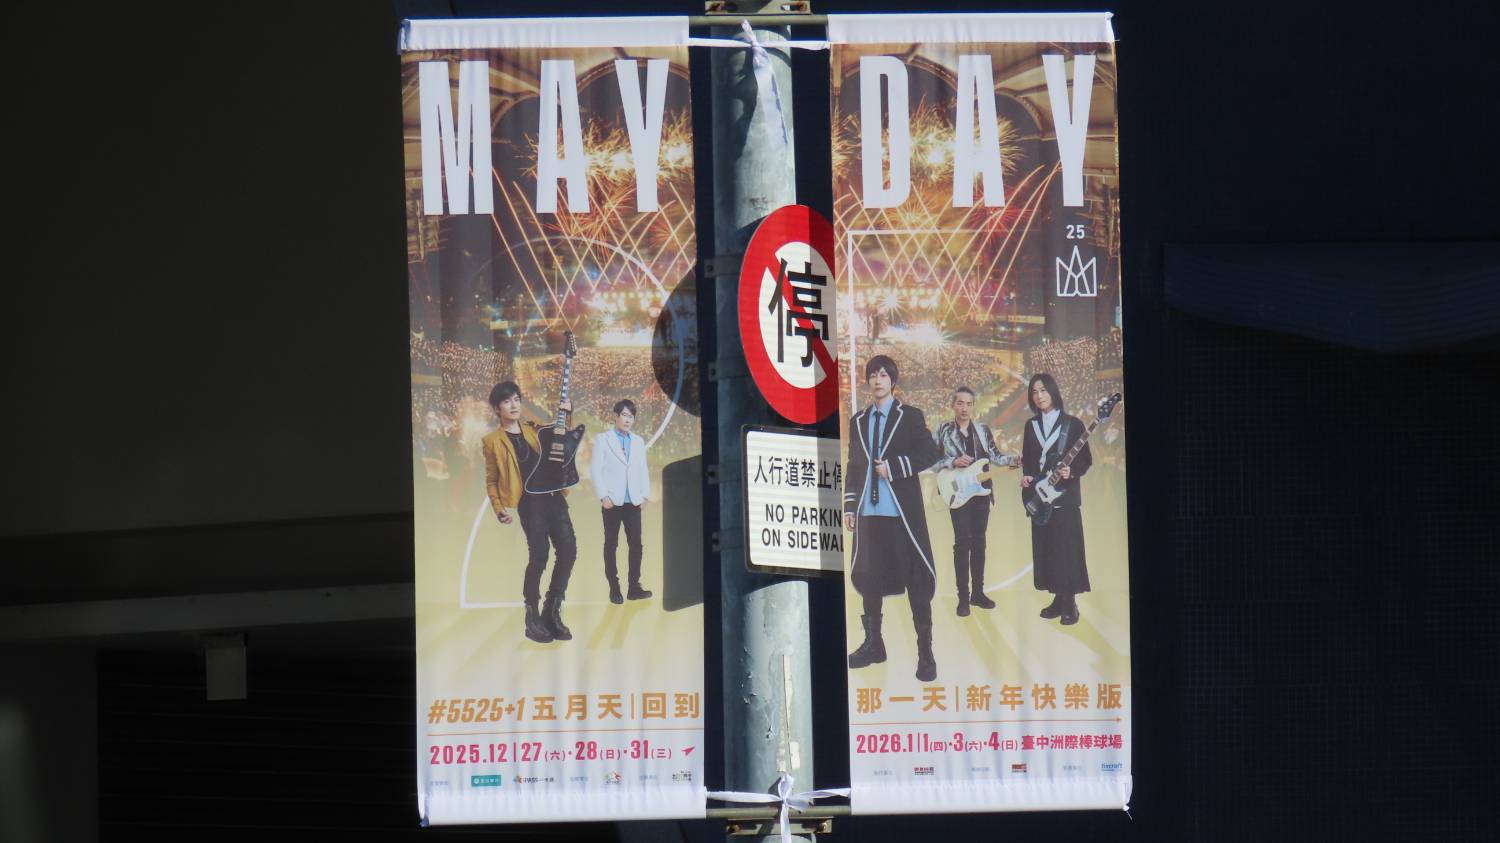 MAY
DAY
25
停
人行道禁止停
NO PARKIN
ON SIDEWAL
#5525+1 五月天|回到
那一天|新年快樂版
2025.12|27(六)·28(日)·31(三)
2026.1|1(四)·3(六)·4(日)臺中洲際棒球場